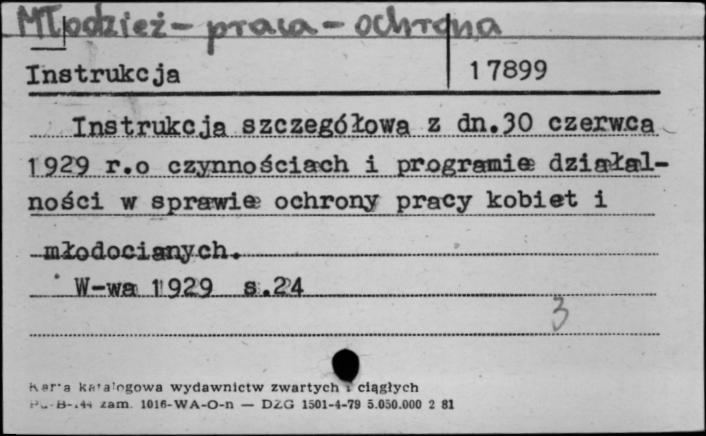 Młodzież - praca - ochrona
Instrukcja 17899
Instrukcja szczegółowa z dn.30 czerwca
1929 r.o czynnościach i programie działal-
ności w sprawie ochrony pracy kobiet i
młodocianych.
W-wa 1929 s.24
3
Karta katalogowa wydawnictw zwartych i ciągłych
zam. 1016-WA-O-n — DZG 1501-4-79 5.050.000 2 81